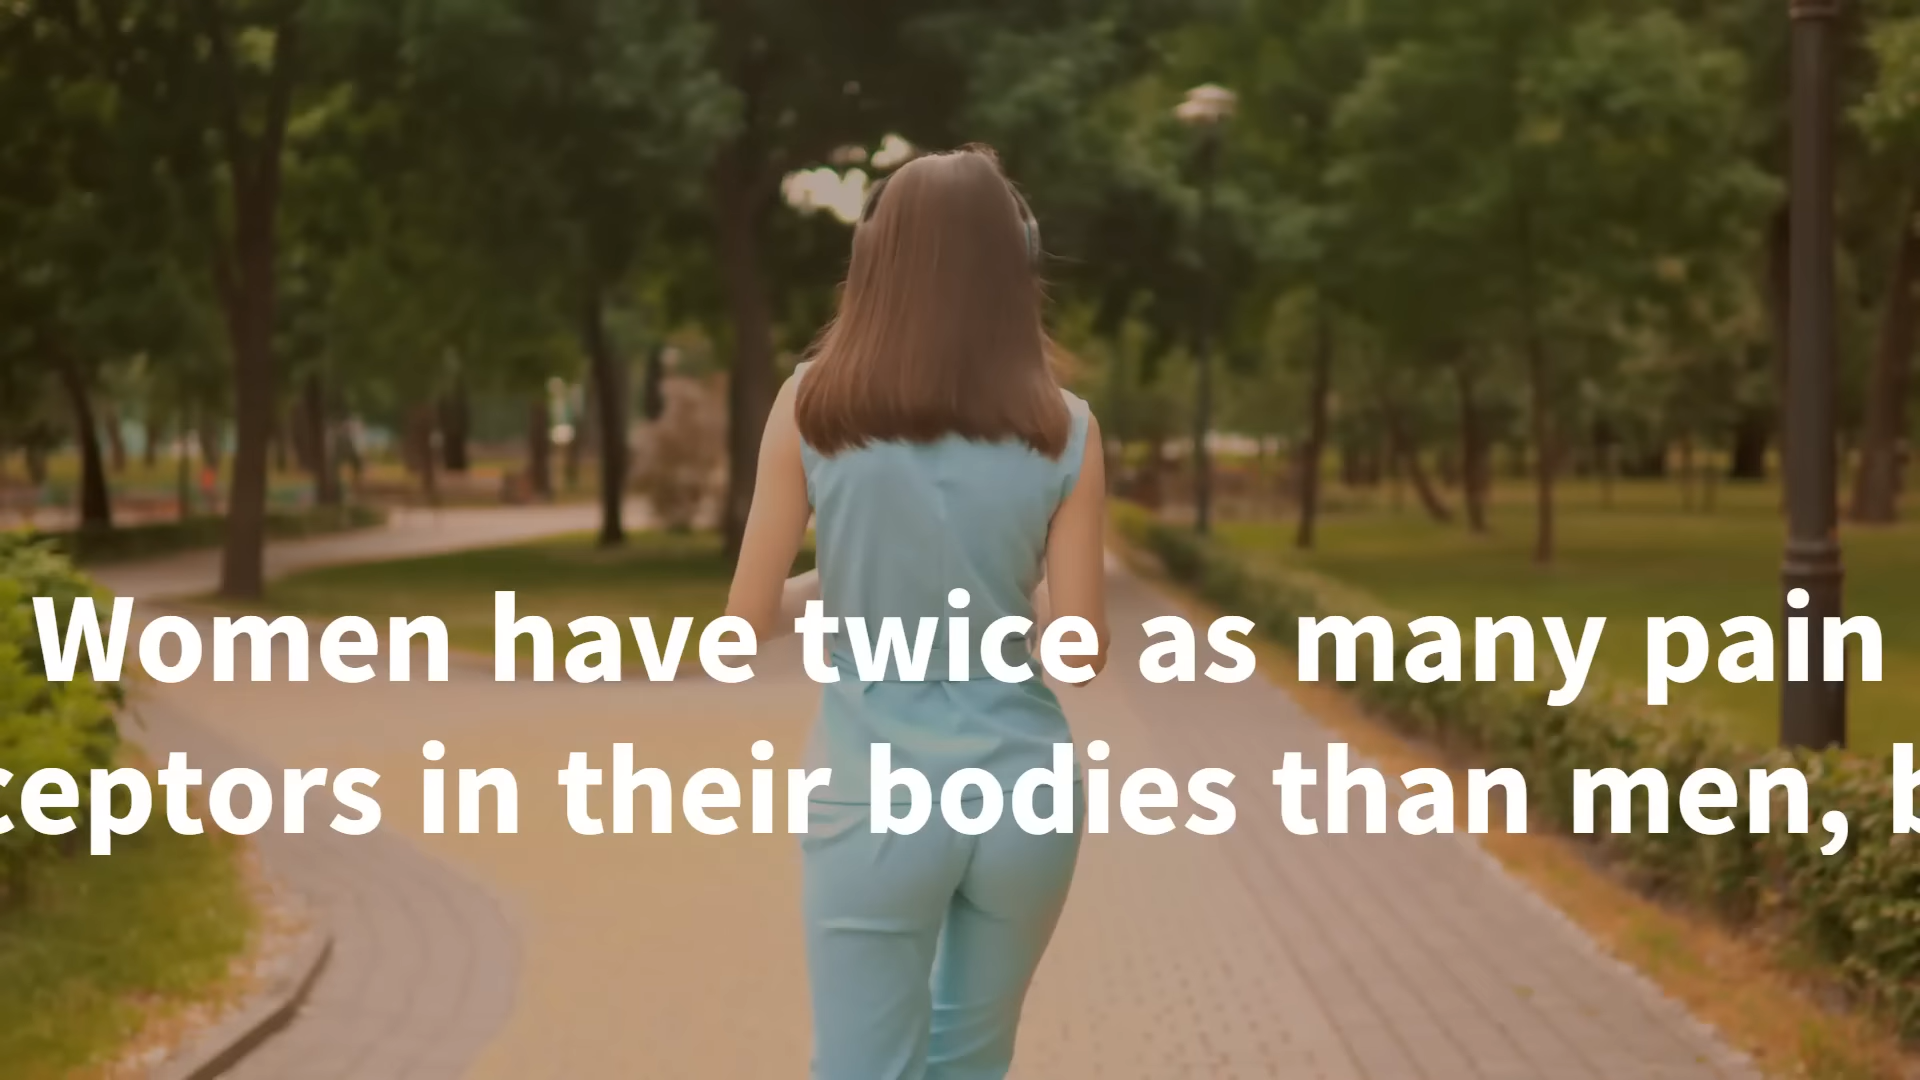 Women have twice as many pain
ceptors in their bodies than men, b